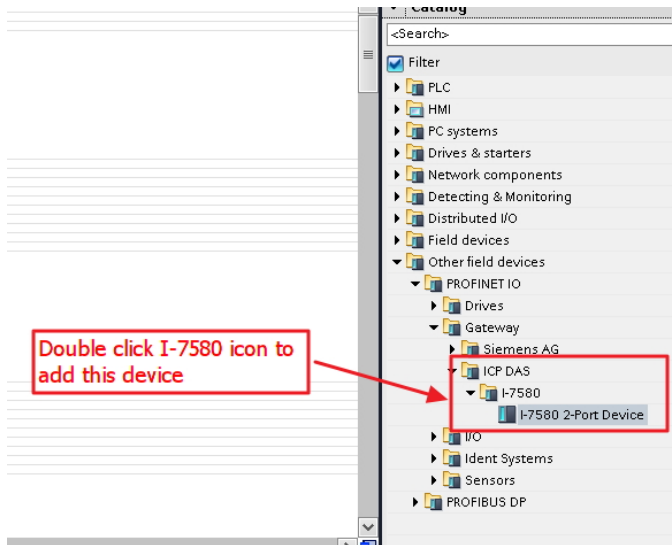 Catalog
<Search>
Filter
PLC
HMI
PC systems
Drives & starters
Network components
Detecting & Monitoring
Distributed I/O
Field devices
Other field devices
PROFINET IO
Drives
Gateway
Siemens AG
ICP DAS
I-7580
I-7580 2-Port Device
I/O
Ident Systems
Sensors
PROFIBUS DP
Double click I-7580 icon to
add this device